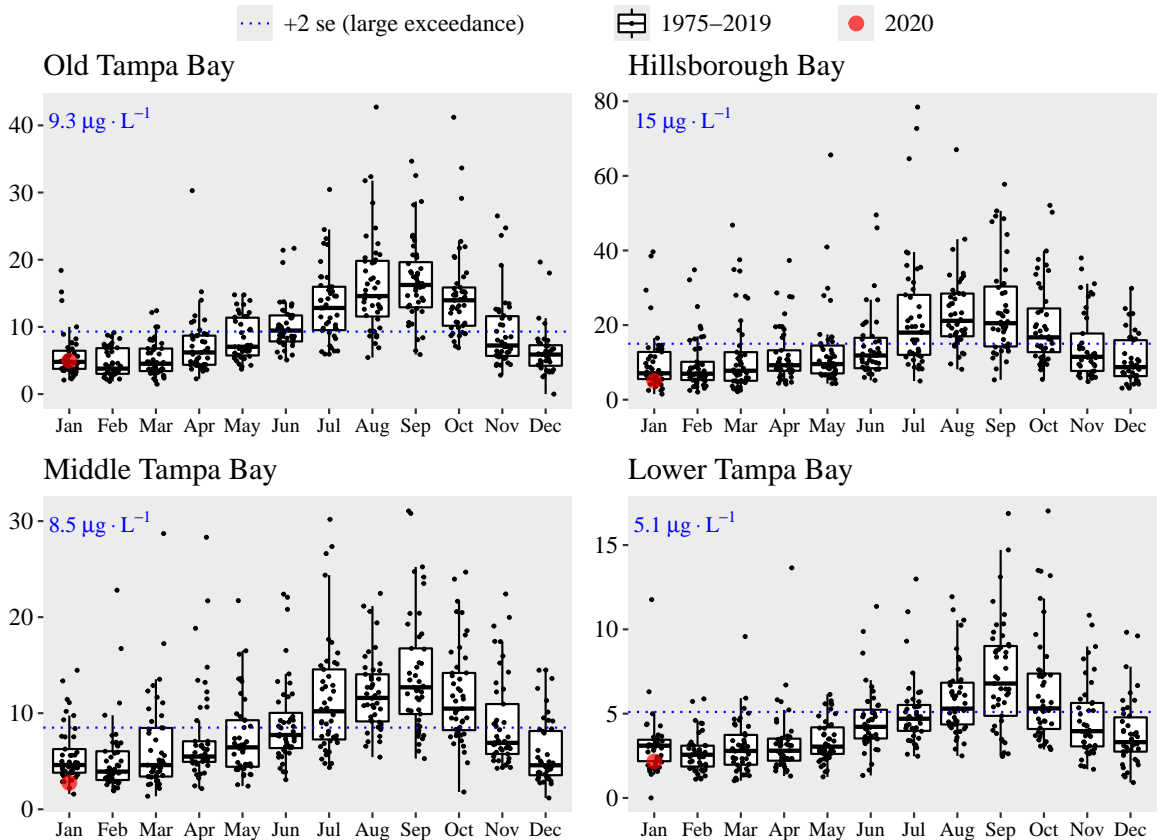 +2 se (large exceedance) 1975–2019 2020
Old Tampa Bay
9.3 μg · L⁻¹
40
30
20
10
0
Jan Feb Mar Apr May Jun Jul Aug Sep Oct Nov Dec
Hillsborough Bay
15 μg · L⁻¹
80
60
40
20
0
Jan Feb Mar Apr May Jun Jul Aug Sep Oct Nov Dec
Middle Tampa Bay
8.5 μg · L⁻¹
30
20
10
0
Jan Feb Mar Apr May Jun Jul Aug Sep Oct Nov Dec
Lower Tampa Bay
5.1 μg · L⁻¹
15
10
5
0
Jan Feb Mar Apr May Jun Jul Aug Sep Oct Nov Dec